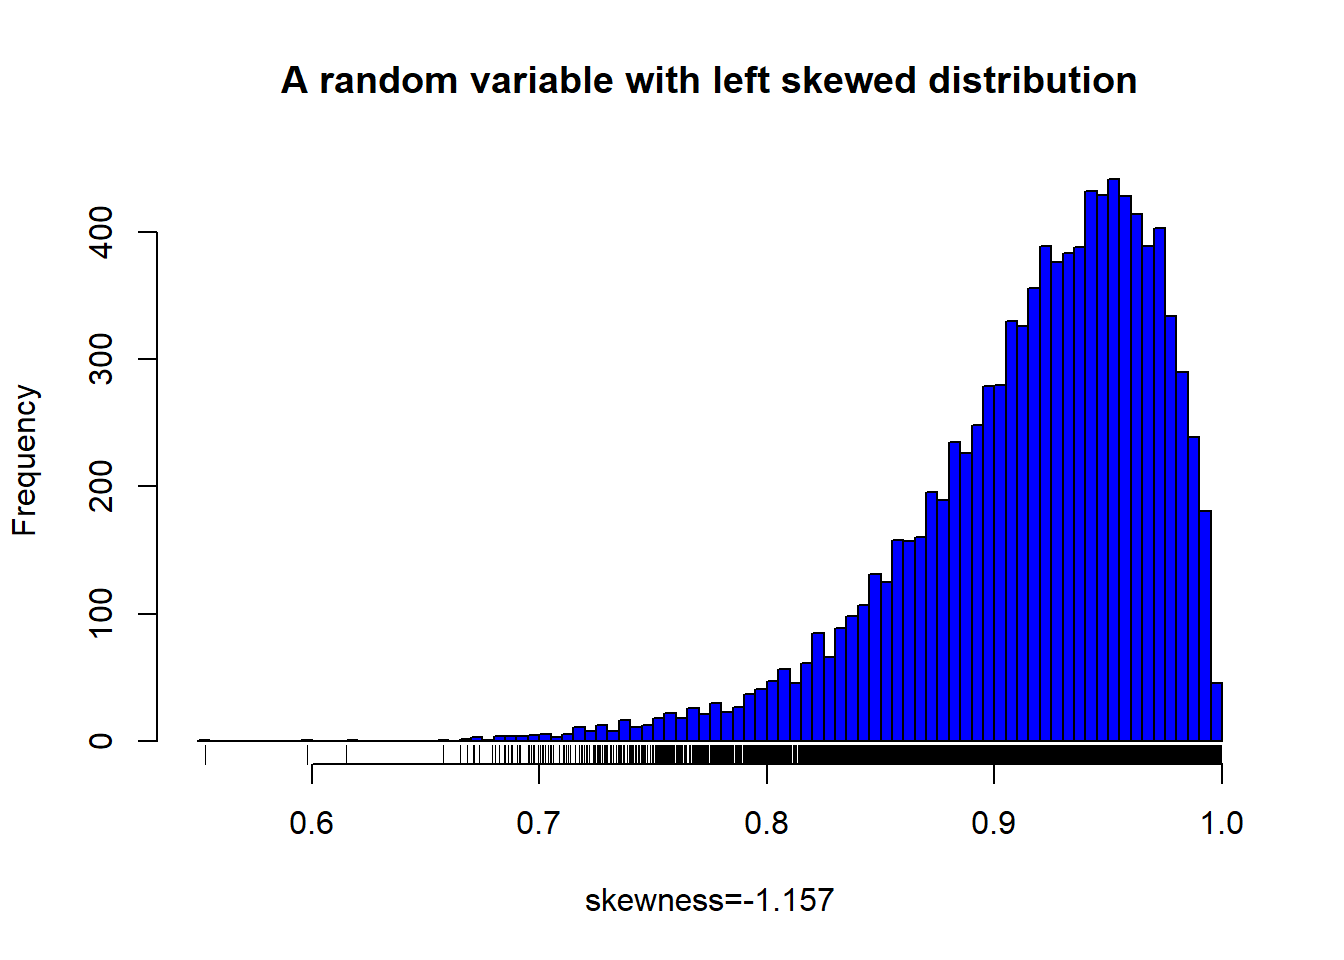 A random variable with left skewed distribution
Frequency
400
300
200
100
0
0.6 0.7 0.8 0.9 1.0
skewness=-1.157